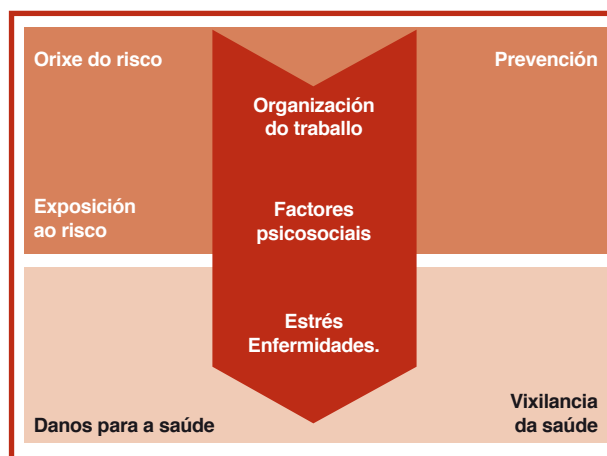 Orixe do risco
Prevención
Organización
do traballo
Exposición
ao risco
Factores
psicosociais
Estrés
Enfermidades.
Danos para a saúde
Vixilancia
da saúde